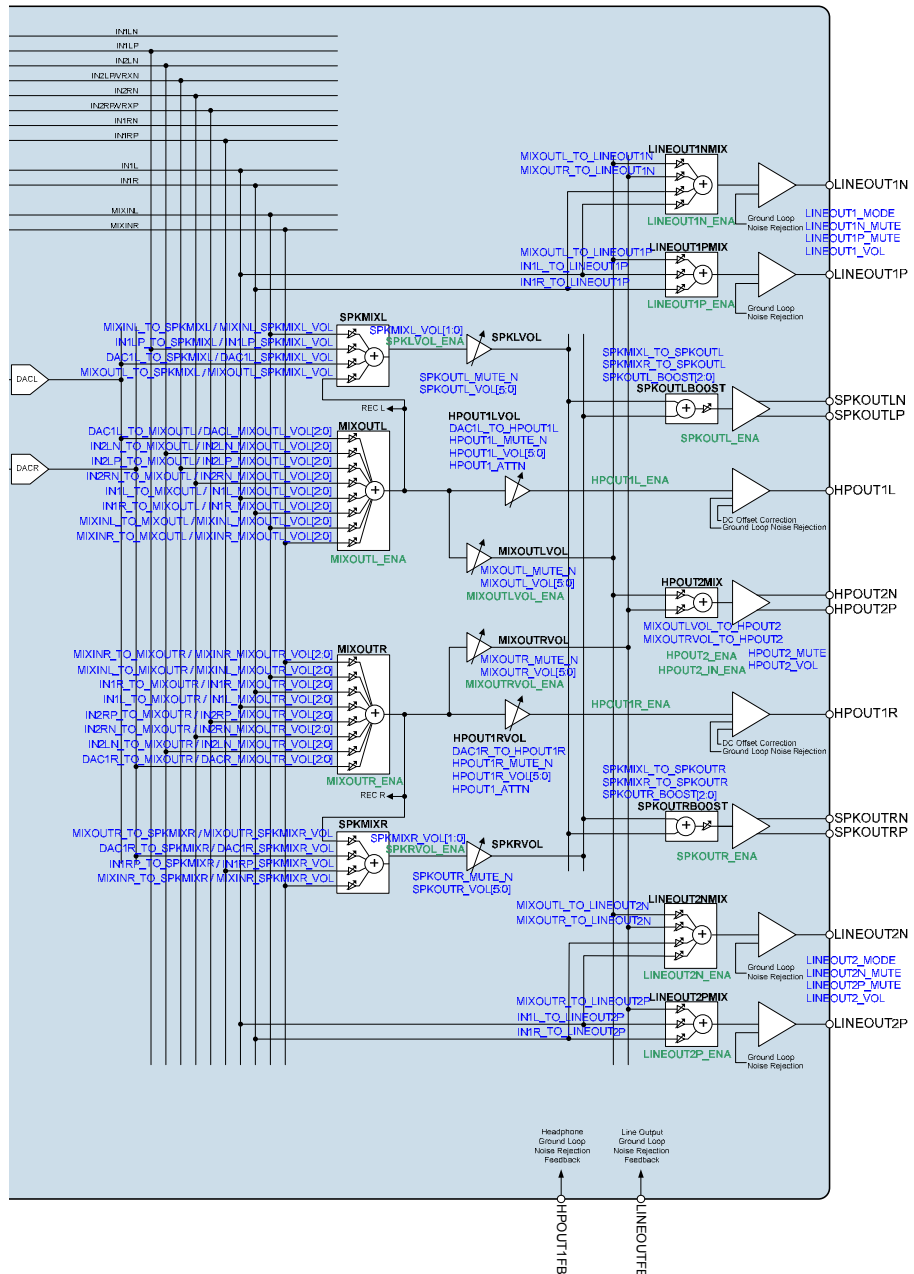 IN1LN
IN1LP
IN2LN
IN2LP/VRXN
IN2RN
IN2RP/VRXP
IN1RN
IN1RP
IN1L
IN1R
MIXINL
MIXINR
LINEOUT1NMIX
MIXOUTL_TO_LINEOUT1N
MIXOUTR_TO_LINEOUT1N
LINEOUT1N_ENA
Ground Loop
Noise Rejection
LINEOUT1N
LINEOUT1_MODE
LINEOUT1N_MUTE
LINEOUT1P_MUTE
LINEOUT1_VOL
LINEOUT1PMIX
MIXOUTL_TO_LINEOUT1P
IN1L_TO_LINEOUT1P
IN1R_TO_LINEOUT1P
LINEOUT1P_ENA
Ground Loop
Noise Rejection
LINEOUT1P
SPKMIXL
MIXINL_TO_SPKMIXL / MIXINL_SPKMIXL_VOL
IN1LP_TO_SPKMIXL / IN1LP_SPKMIXL_VOL
DAC1L_TO_SPKMIXL / DAC1L_SPKMIXL_VOL
MIXOUTL_TO_SPKMIXL / MIXOUTL_SPKMIXL_VOL
SPKMIXL_VOL[1:0]
SPKLVOL_ENA
SPKLVOL
SPKOUTL_MUTE_N
SPKOUTL_VOL[5:0]
SPKMIXL_TO_SPKOUTL
SPKMIXR_TO_SPKOUTL
SPKOUTL_BOOST[2:0]
SPKOUTLBOOST
SPKOUTL_ENA
SPKOUTLN
SPKOUTLP
DACL
REC L
MIXOUTL
DAC1L_TO_MIXOUTL / DACL_MIXOUTL_VOL[2:0]
IN2LN_TO_MIXOUTL / IN2LN_MIXOUTL_VOL[2:0]
IN2LP_TO_MIXOUTL / IN2LP_MIXOUTL_VOL[2:0]
IN2RN_TO_MIXOUTL / IN2RN_MIXOUTL_VOL[2:0]
IN1L_TO_MIXOUTL / IN1L_MIXOUTL_VOL[2:0]
IN1R_TO_MIXOUTL / IN1R_MIXOUTL_VOL[2:0]
MIXINL_TO_MIXOUTL / MIXINL_MIXOUTL_VOL[2:0]
MIXINR_TO_MIXOUTL / MIXINR_MIXOUTL_VOL[2:0]
MIXOUTL_ENA
DACR
HPOUT1LVOL
DAC1L_TO_HPOUT1L
HPOUT1L_MUTE_N
HPOUT1L_VOL[5:0]
HPOUT1_ATTN
HPOUT1L_ENA
DC Offset Correction
Ground Loop Noise Rejection
HPOUT1L
MIXOUTLVOL
MIXOUTL_MUTE_N
MIXOUTL_VOL[5:0]
MIXOUTLVOL_ENA
HPOUT2MIX
MIXOUTLVOL_TO_HPOUT2
MIXOUTRVOL_TO_HPOUT2
HPOUT2_ENA
HPOUT2_IN_ENA
HPOUT2_MUTE
HPOUT2_VOL
HPOUT2N
HPOUT2P
MIXOUTR
MIXINR_TO_MIXOUTR / MIXINR_MIXOUTR_VOL[2:0]
MIXINL_TO_MIXOUTR / MIXINL_MIXOUTR_VOL[2:0]
IN1R_TO_MIXOUTR / IN1R_MIXOUTR_VOL[2:0]
IN1L_TO_MIXOUTR / IN1L_MIXOUTR_VOL[2:0]
IN2RP_TO_MIXOUTR / IN2RP_MIXOUTR_VOL[2:0]
IN2RN_TO_MIXOUTR / IN2RN_MIXOUTR_VOL[2:0]
IN2LN_TO_MIXOUTR / IN2LN_MIXOUTR_VOL[2:0]
DAC1R_TO_MIXOUTR / DACR_MIXOUTR_VOL[2:0]
MIXOUTR_ENA
MIXOUTRVOL
MIXOUTR_MUTE_N
MIXOUTR_VOL[5:0]
MIXOUTRVOL_ENA
HPOUT1R_ENA
HPOUT1RVOL
DAC1R_TO_HPOUT1R
HPOUT1R_MUTE_N
HPOUT1R_VOL[5:0]
HPOUT1_ATTN
DC Offset Correction
Ground Loop Noise Rejection
HPOUT1R
REC R
SPKMIXR
MIXOUTR_TO_SPKMIXR / MIXOUTR_SPKMIXR_VOL
DAC1R_TO_SPKMIXR / DAC1R_SPKMIXR_VOL
IN1RP_TO_SPKMIXR / IN1RP_SPKMIXR_VOL
MIXINR_TO_SPKMIXR / MIXINR_SPKMIXR_VOL
SPKMIXR_VOL[1:0]
SPKRVOL_ENA
SPKRVOL
SPKOUTR_MUTE_N
SPKOUTR_VOL[5:0]
SPKMIXL_TO_SPKOUTR
SPKMIXR_TO_SPKOUTR
SPKOUTR_BOOST[2:0]
SPKOUTRBOOST
SPKOUTR_ENA
SPKOUTRN
SPKOUTRP
LINEOUT2NMIX
MIXOUTL_TO_LINEOUT2N
MIXOUTR_TO_LINEOUT2N
LINEOUT2N_ENA
Ground Loop
Noise Rejection
LINEOUT2N
LINEOUT2_MODE
LINEOUT2N_MUTE
LINEOUT2P_MUTE
LINEOUT2_VOL
LINEOUT2PMIX
MIXOUTR_TO_LINEOUT2P
IN1L_TO_LINEOUT2P
IN1R_TO_LINEOUT2P
LINEOUT2P_ENA
Ground Loop
Noise Rejection
LINEOUT2P
Headphone
Ground Loop
Noise Rejection
Feedback
Line Output
Ground Loop
Noise Rejection
Feedback
HPOUT1FB
LINEOUTFB